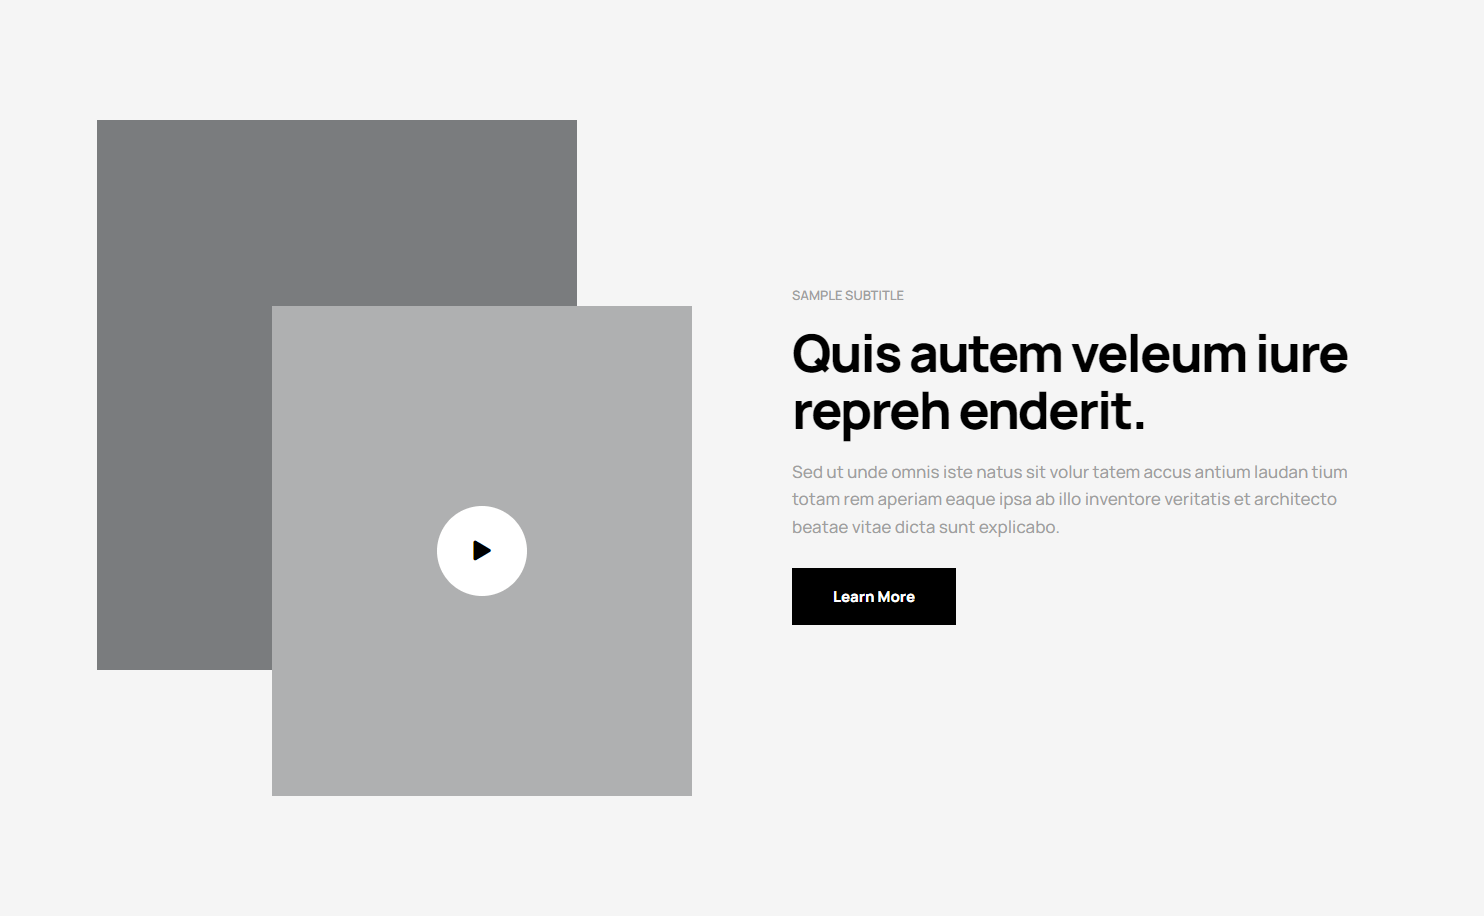 SAMPLE SUBTITLE
Quis autem veleum iure
repreh enderit.
Sed ut unde omnis iste natus sit volur tatem accus antium laudan tium
totam rem aperiam eaque ipsa ab illo inventore veritatis et architecto
beatae vitae dicta sunt explicabo.
Learn More